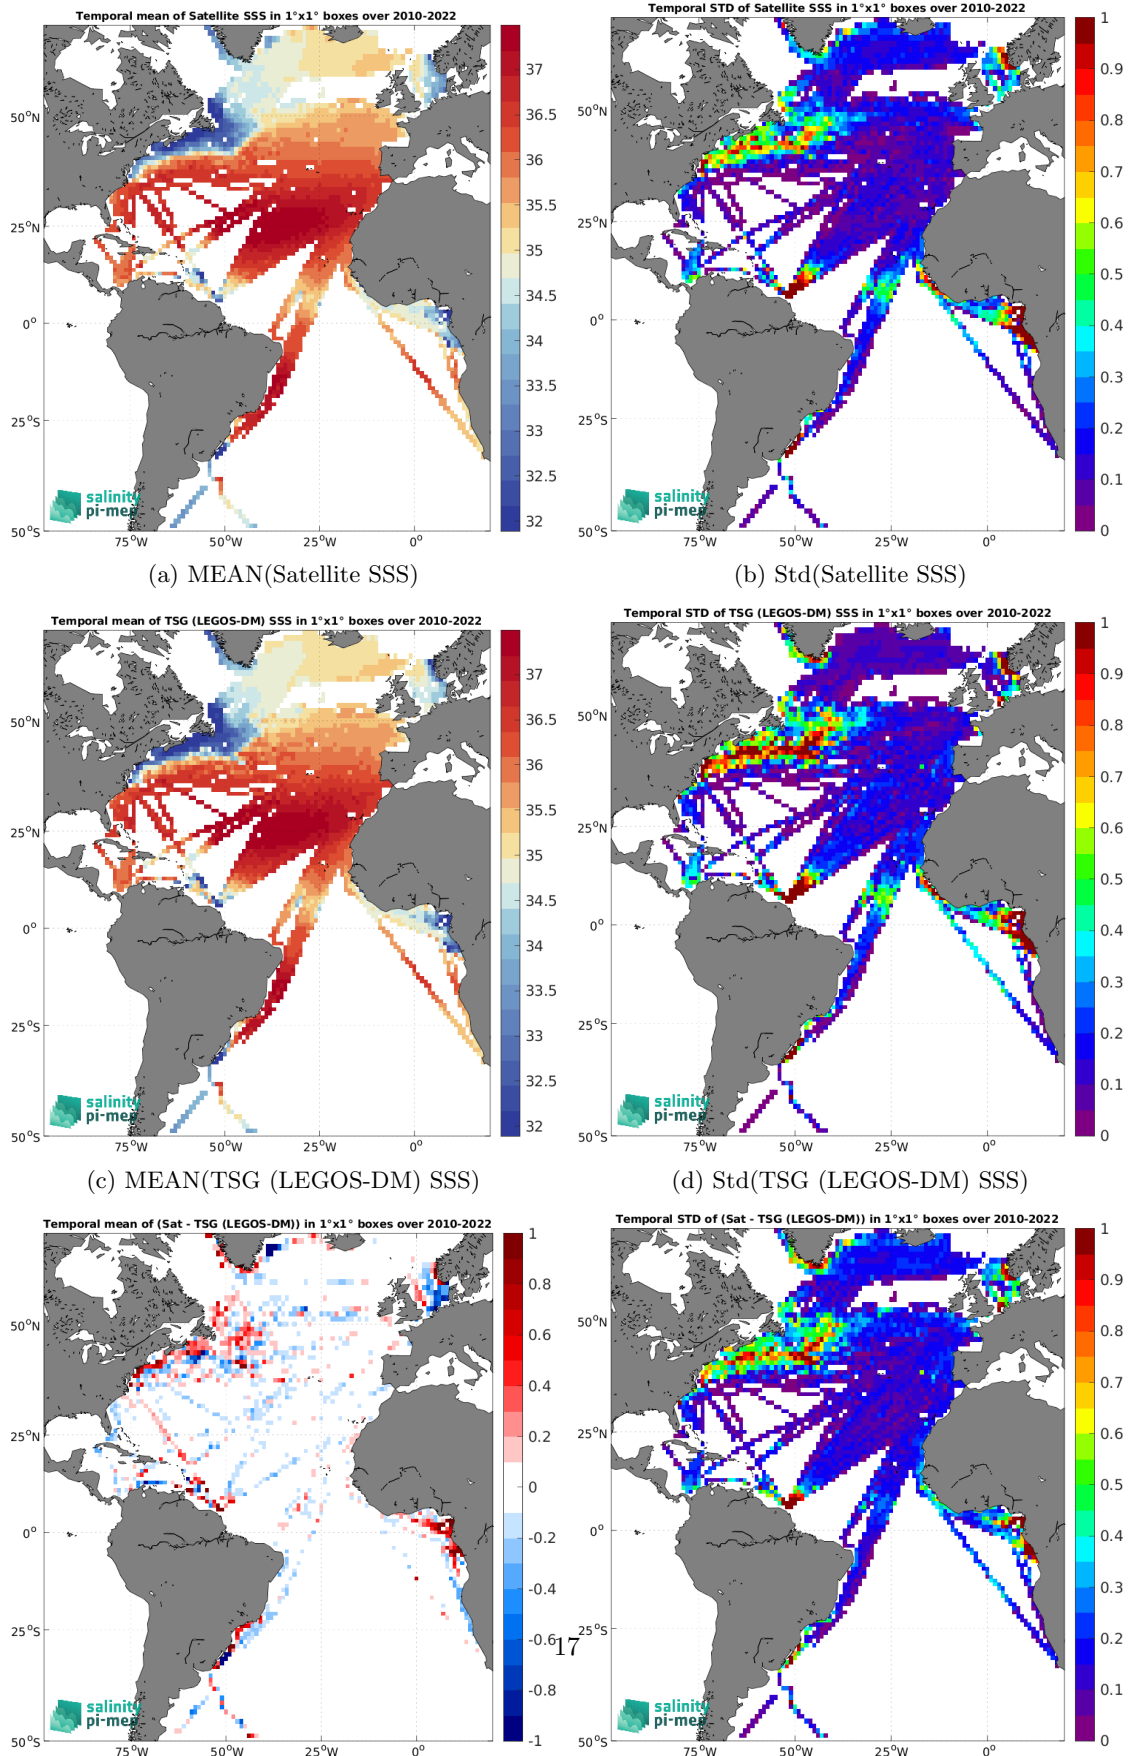 Temporal mean of Satellite SSS in 1°x1° boxes over 2010-2022
50°N
25°N
0°
25°S
50°S
75°W
50°W
25°W
0°
37
36.5
36
35.5
35
34.5
34
33.5
33
32.5
32
salinity
pi-mep
(a) MEAN(Satellite SSS)
Temporal STD of Satellite SSS in 1°x1° boxes over 2010-2022
50°N
25°N
0°
25°S
50°S
75°W
50°W
25°W
0°
1
0.9
0.8
0.7
0.6
0.5
0.4
0.3
0.2
0.1
0
salinity
pi-mep
(b) Std(Satellite SSS)
Temporal mean of TSG (LEGOS-DM) SSS in 1°x1° boxes over 2010-2022
50°N
25°N
0°
25°S
50°S
75°W
50°W
25°W
0°
37
36.5
36
35.5
35
34.5
34
33.5
33
32.5
32
salinity
pi-mep
(c) MEAN(TSG (LEGOS-DM) SSS)
Temporal STD of TSG (LEGOS-DM) SSS in 1°x1° boxes over 2010-2022
50°N
25°N
0°
25°S
50°S
75°W
50°W
25°W
0°
1
0.9
0.8
0.7
0.6
0.5
0.4
0.3
0.2
0.1
0
salinity
pi-mep
(d) Std(TSG (LEGOS-DM) SSS)
Temporal mean of (Sat - TSG (LEGOS-DM)) in 1°x1° boxes over 2010-2022
50°N
25°N
0°
25°S
50°S
75°W
50°W
25°W
0°
1
0.8
0.6
0.4
0.2
0
-0.2
-0.4
-0.6
-0.8
-1
salinity
pi-mep
Temporal STD of (Sat - TSG (LEGOS-DM)) in 1°x1° boxes over 2010-2022
50°N
25°N
0°
25°S
50°S
75°W
50°W
25°W
0°
1
0.9
0.8
0.7
0.6
0.5
0.4
0.3
0.2
0.1
0
salinity
pi-mep
17